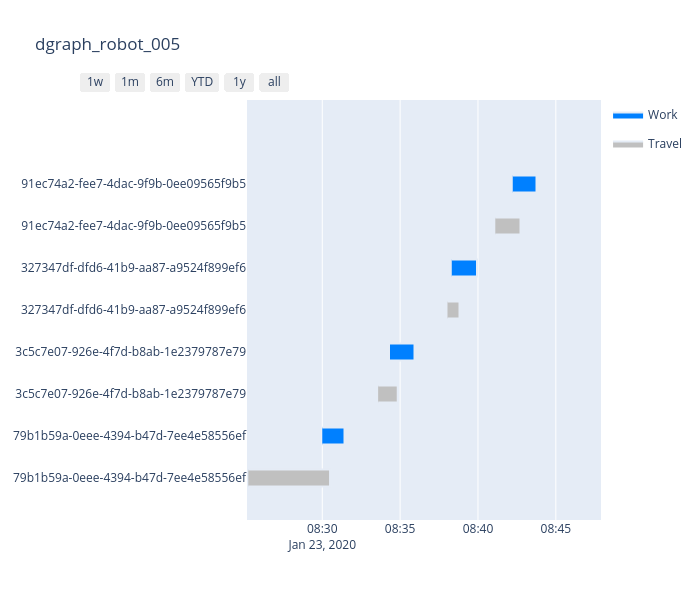 dgraph_robot_005
1w 1m 6m YTD 1y all
Work
Travel
91ec74a2-fee7-4dac-9f9b-0ee09565f9b5
91ec74a2-fee7-4dac-9f9b-0ee09565f9b5
327347df-dfd6-41b9-aa87-a9524f899ef6
327347df-dfd6-41b9-aa87-a9524f899ef6
3c5c7e07-926e-4f7d-b8ab-1e2379787e79
3c5c7e07-926e-4f7d-b8ab-1e2379787e79
79b1b59a-0eee-4394-b47d-7ee4e58556ef
79b1b59a-0eee-4394-b47d-7ee4e58556ef
08:30 08:35 08:40 08:45
Jan 23, 2020